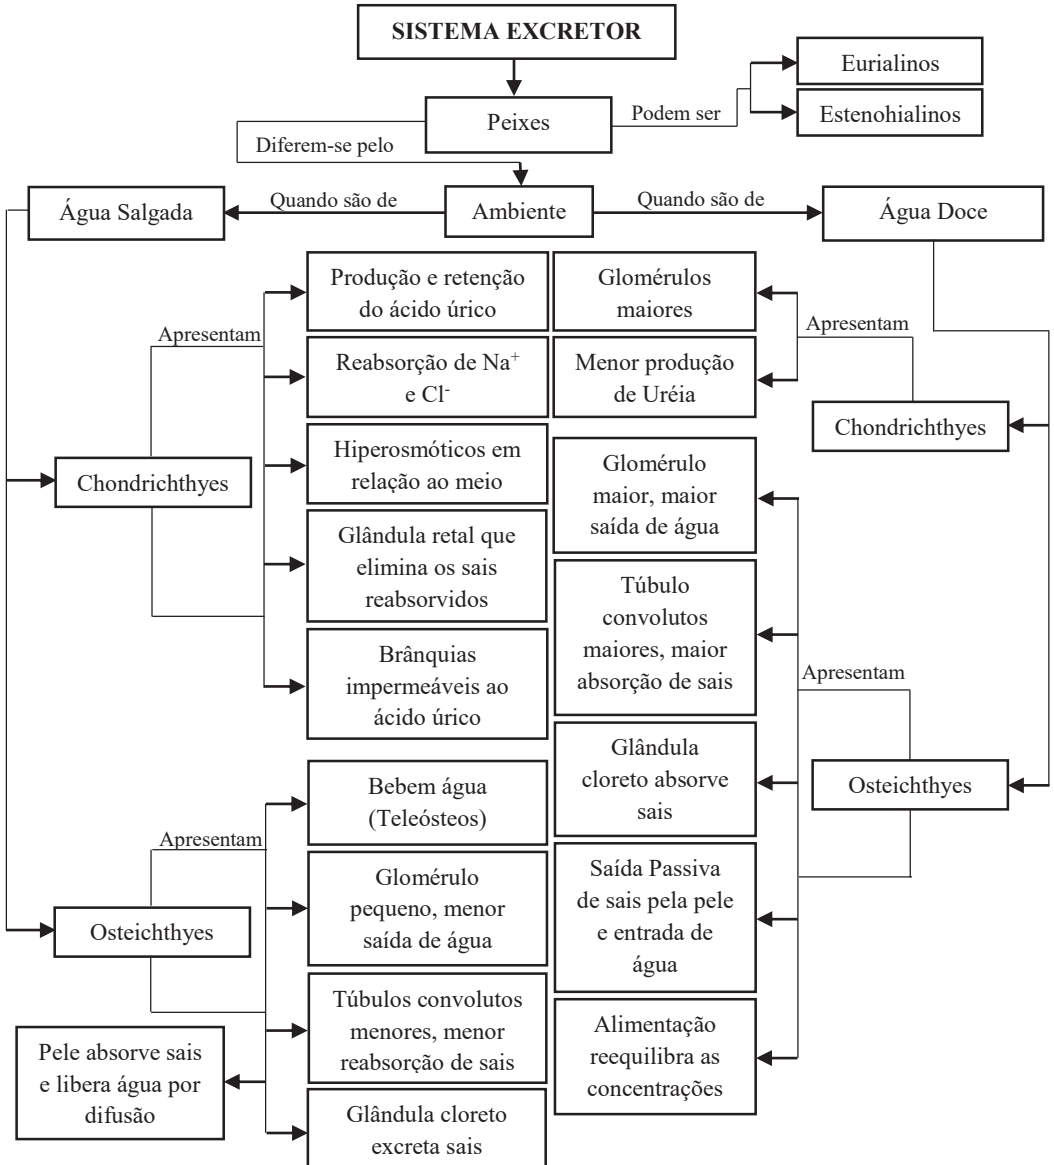 SISTEMA EXCRETOR
Peixes
Podem ser
Eurialinos
Estenohialinos
Diferem-se pelo
Ambiente
Quando são de
Água Salgada
Quando são de
Água Doce
Apresentam
Chondrichthyes
Produção e retenção
do ácido úrico
Reabsorção de Na⁺
e Cl⁻
Hiperosmóticos em
relação ao meio
Glândula retal que
elimina os sais
reabsorvidos
Brânquias
impermeáveis ao
ácido úrico
Apresentam
Osteichthyes
Bebem água
(Teleósteos)
Glomérulo
pequeno, menor
saída de água
Túbulos convolutos
menores, menor
reabsorção de sais
Pele absorve sais
e libera água por
difusão
Glândula cloreto
excreta sais
Glomérulos
maiores
Menor produção
de Uréia
Apresentam
Chondrichthyes
Glomérulo
maior, maior
saída de água
Túbulo
convolutos
maiores, maior
absorção de sais
Glândula
cloreto absorve
sais
Saída Passiva
de sais pela pele
e entrada de
água
Alimentação
reequilibra as
concentrações
Apresentam
Osteichthyes